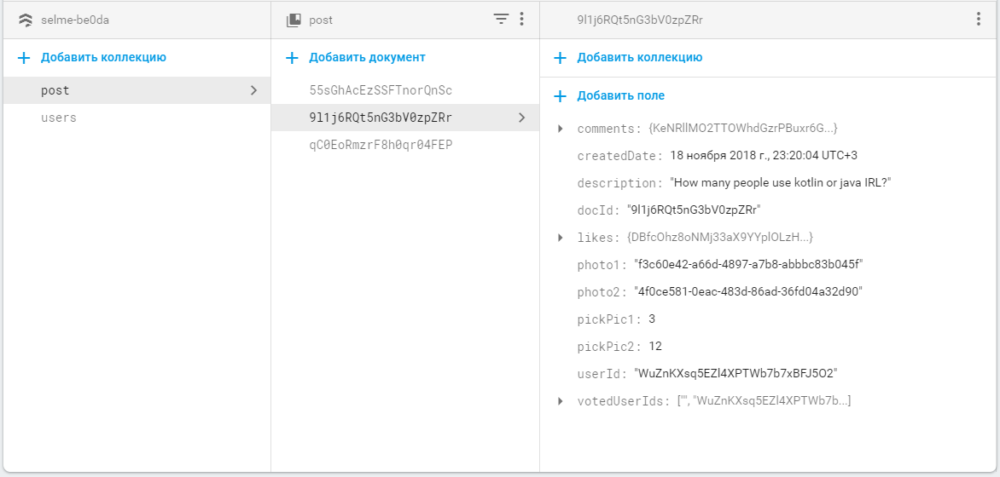 selme-be0da
Добавить коллекцию
post
users
post
Добавить документ
55sGhAcEzSSFTnorQnSc
9l1j6RQt5nG3bV0zpZRr
qC0EoRmzrF8h0qr04FEP
9l1j6RQt5nG3bV0zpZRr
Добавить коллекцию
Добавить поле
comments: {KeNRllMO2TTOWhdGzrPBuxr6G...}
createdDate: 18 ноября 2018 г., 23:20:04 UTC+3
description: "How many people use kotlin or java IRL?"
docId: "9l1j6RQt5nG3bV0zpZRr"
likes: {DBfcOhz8oNMj33aX9YYplOLzH...}
photo1: "f3c60e42-a66d-4897-a7b8-abbbc83b045f"
photo2: "4f0ce581-0eac-483d-86ad-36fd04a32d90"
pickPic1: 3
pickPic2: 12
userId: "WuZnKXsq5EZl4XPTWb7b7xBFJ5O2"
votedUserIds: ["", "WuZnKXsq5EZl4XPTWb7b...]